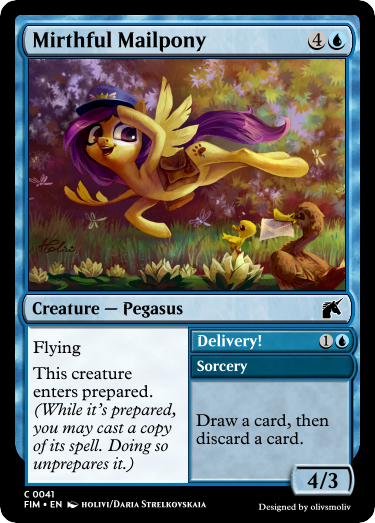 Mirthful Mailpony 4
Creature — Pegasus
Flying
This creature
enters prepared.
(While it's prepared,
you may cast a copy
of its spell. Doing so
unprepares it.)
Delivery! 1
Sorcery
Draw a card, then
discard a card.
4/3
C 0041
FIM • EN HOLIVI/DARIA STRELKOVSKAIA
Designed by olivsmoliv